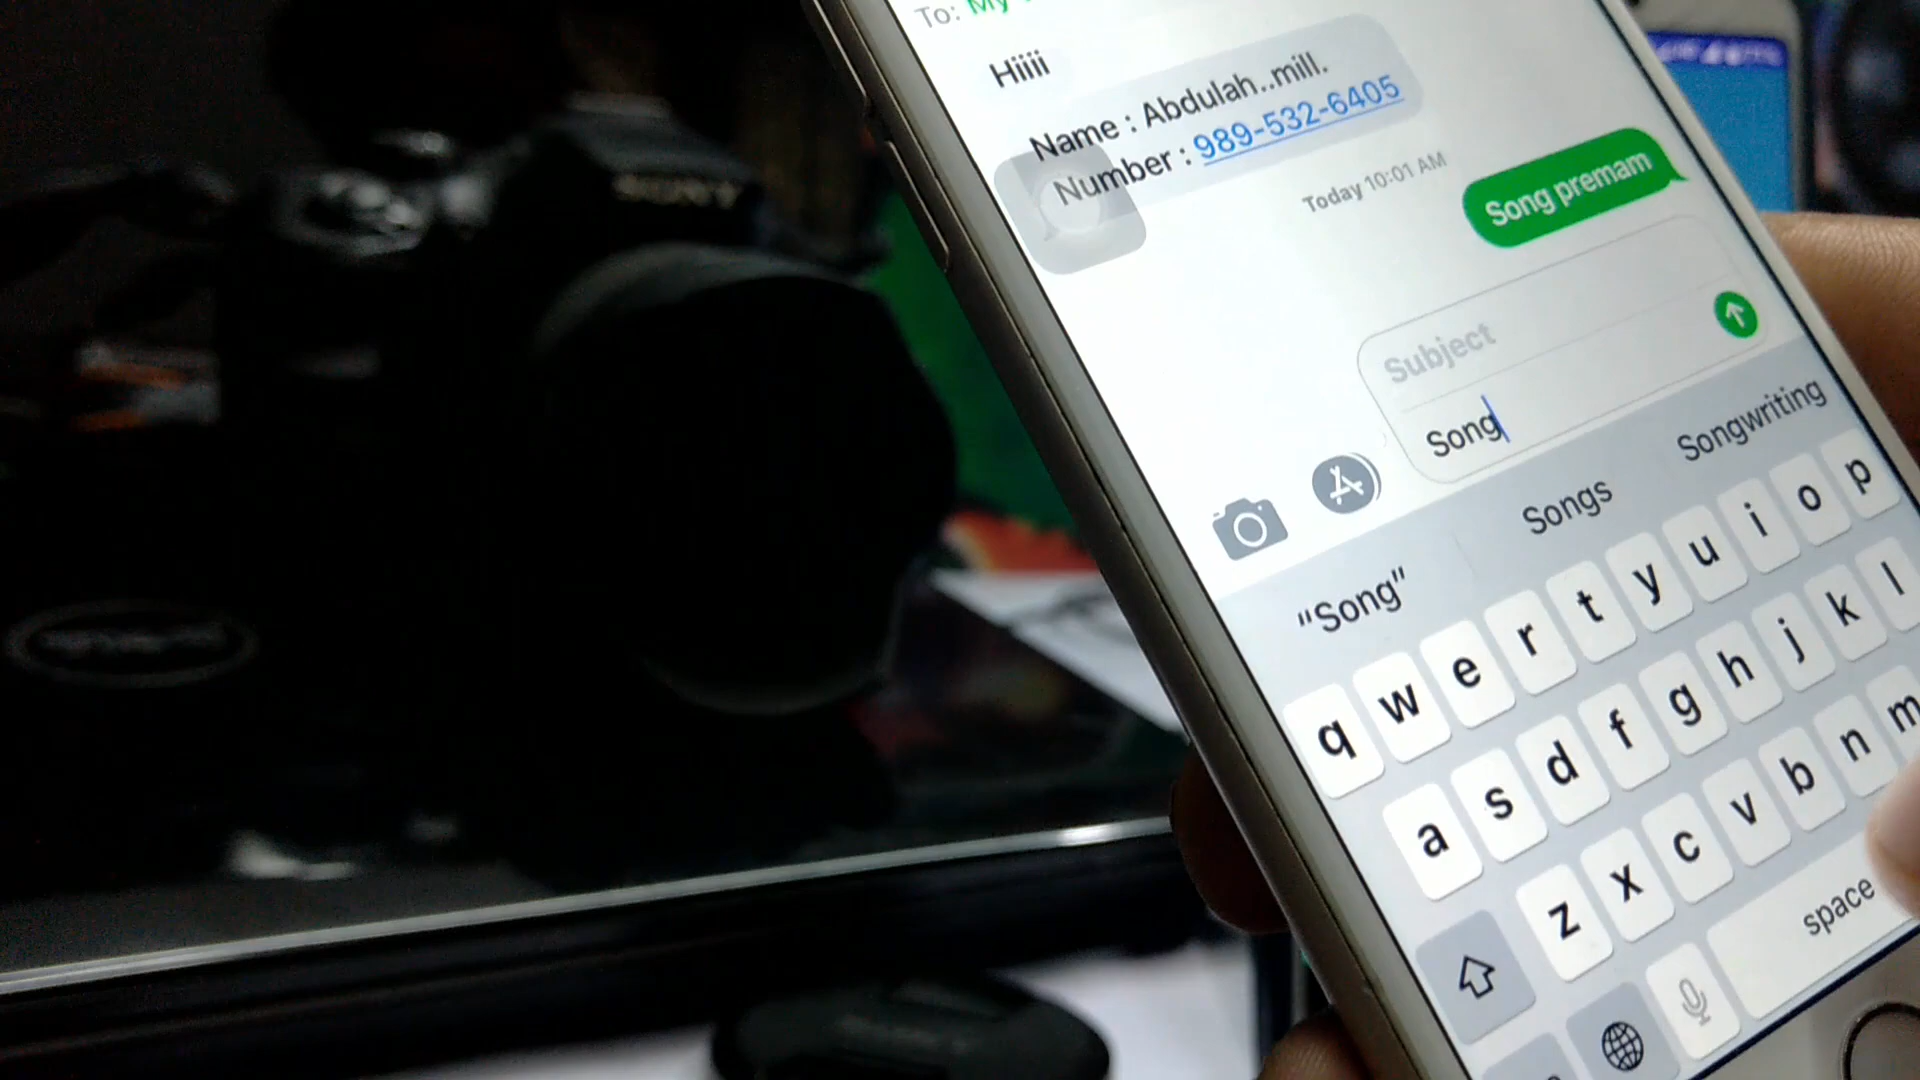 To: My
Hiiii
Name : Abdulah..mill.
Number : 989-532-6405
Today 10:01 AM
Song premam
Subject
Song
"Song"
Songs
Songwriting
q w e r t y u i o p
a s d f g h j k l
z x c v b n m
space
SONY